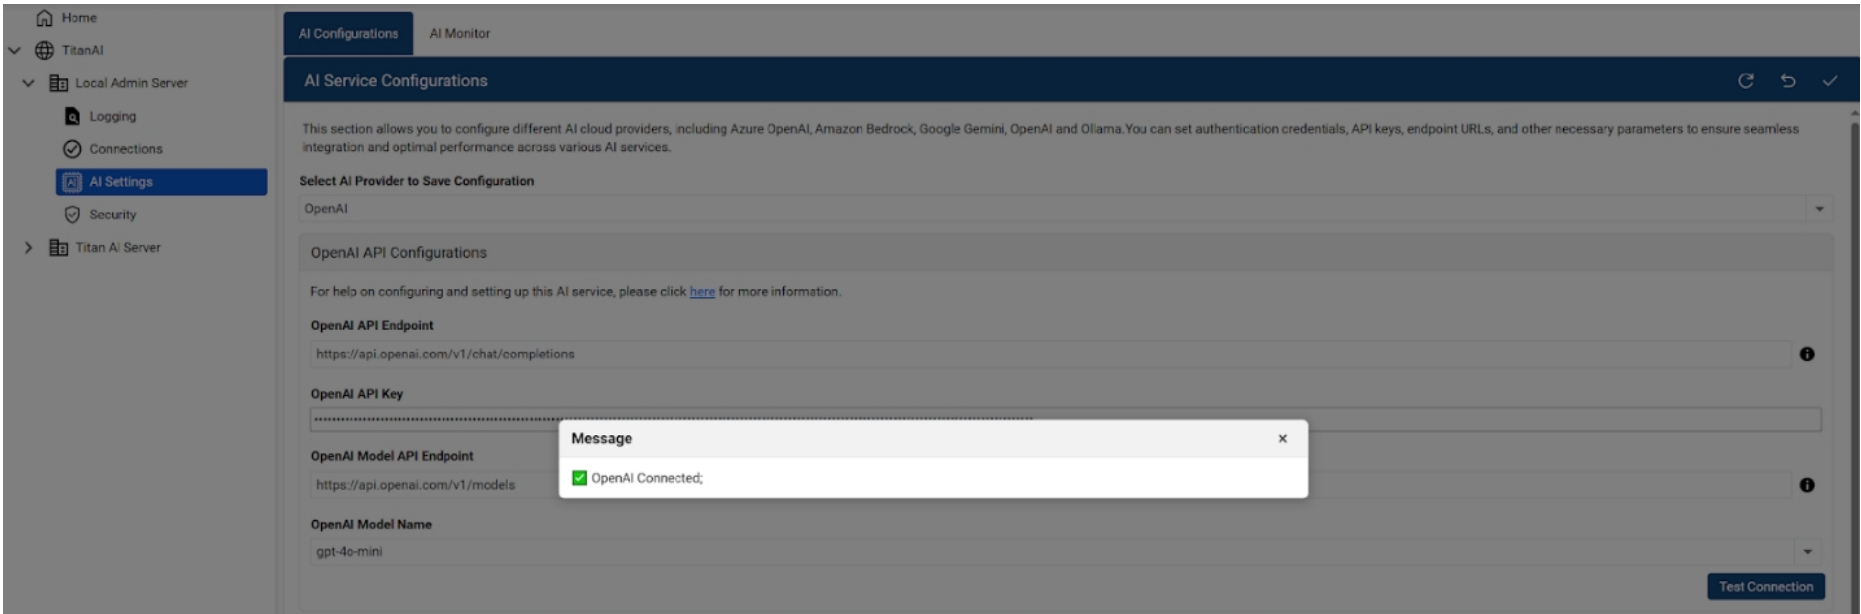 Home
TitanAI
Local Admin Server
Logging
Connections
AI Settings
Security
Titan AI Server
AI Configurations
AI Monitor
AI Service Configurations
This section allows you to configure different AI cloud providers, including Azure OpenAI, Amazon Bedrock, Google Gemini, OpenAI and Ollama.You can set authentication credentials, API keys, endpoint URLs, and other necessary parameters to ensure seamless
integration and optimal performance across various AI services.
Select AI Provider to Save Configuration
OpenAI
OpenAI API Configurations
For help on configuring and setting up this AI service, please click here for more information.
OpenAI API Endpoint
https://api.openai.com/v1/chat/completions
OpenAI API Key
Message
×
OpenAI Connected;
OpenAI Model API Endpoint
https://api.openai.com/v1/models
OpenAI Model Name
gpt-4o-mini
Test Connection